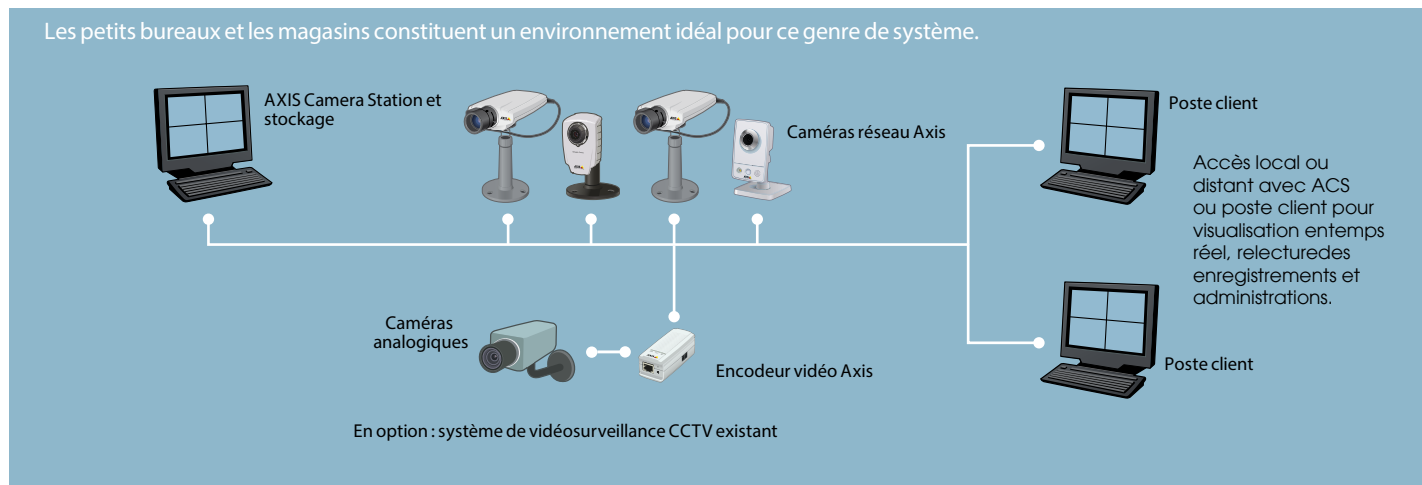 Les petits bureaux et les magasins constituent un environnement idéal pour ce genre de système.
AXIS Camera Station et
stockage
Caméras réseau Axis
Poste client
Accès local ou
distant avec ACS
ou poste client pour
visualisation entemps
réel, relecturedes
enregistrements et
administrations.
Caméras
analogiques
Encodeur vidéo Axis
Poste client
En option : système de vidéosurveillance CCTV existant